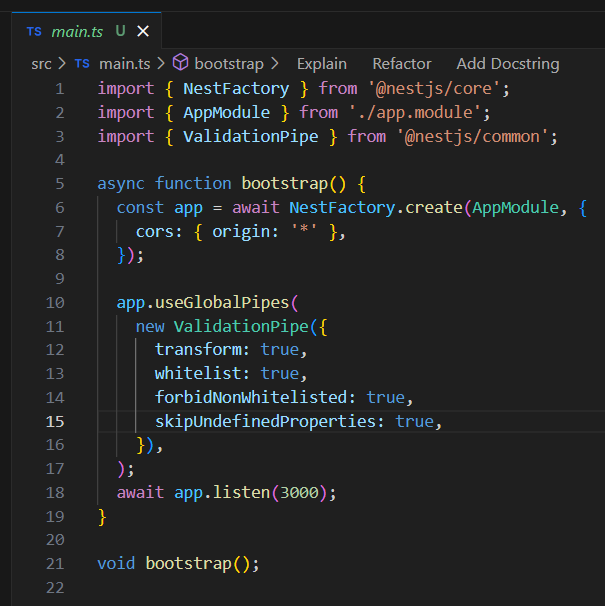 TS main.ts U ×
src > TS main.ts > bootstrap > Explain Refactor Add Docstring
1 import { NestFactory } from '@nestjs/core';
2 import { AppModule } from './app.module';
3 import { ValidationPipe } from '@nestjs/common';
4
5 async function bootstrap() {
6   const app = await NestFactory.create(AppModule, {
7     cors: { origin: '*' },
8   });
9
10   app.useGlobalPipes(
11     new ValidationPipe({
12       transform: true,
13       whitelist: true,
14       forbidNonWhitelisted: true,
15       skipUndefinedProperties: true,
16     }),
17   );
18   await app.listen(3000);
19 }
20
21 void bootstrap();
22